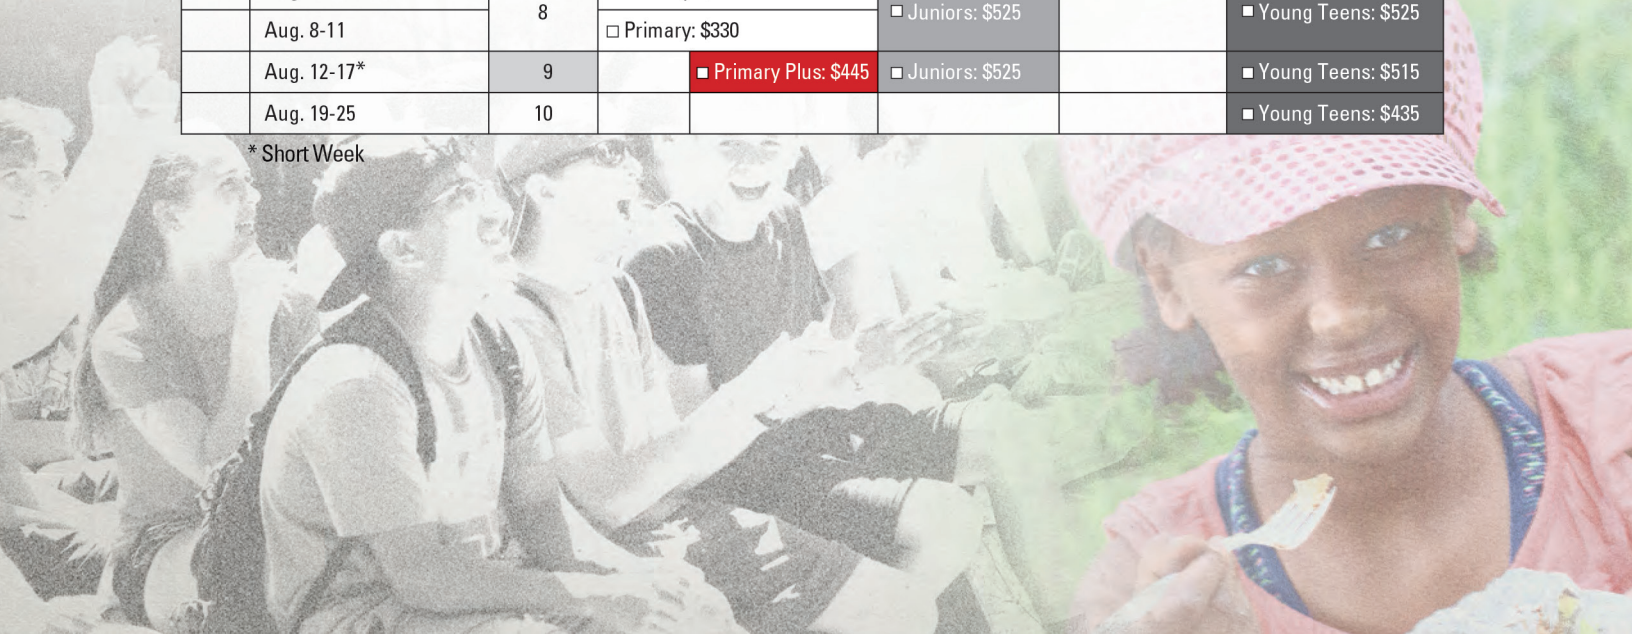 8 ☐ Juniors: $525 ☐ Young Teens: $525
Aug. 8-11 ☐ Primary: $330
Aug. 12-17* 9 ☐ Primary Plus: $445 ☐ Juniors: $525 ☐ Young Teens: $515
Aug. 19-25 10 ☐ Young Teens: $435
* Short Week